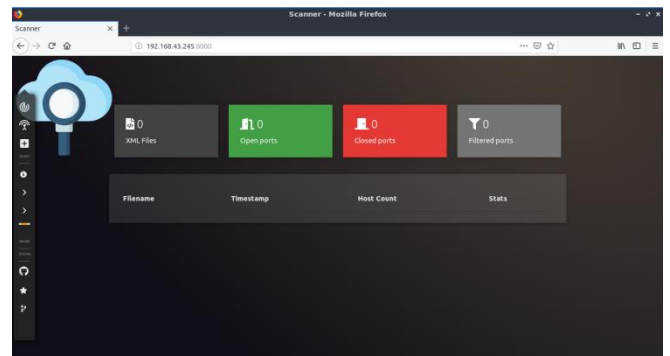 Scanner - Mozilla Firefox
Scanner
192.168.43.245:8000
0
XML Files
0
Open ports
0
Closed ports
0
Filtered ports
Filename Timestamp Host Count Stats